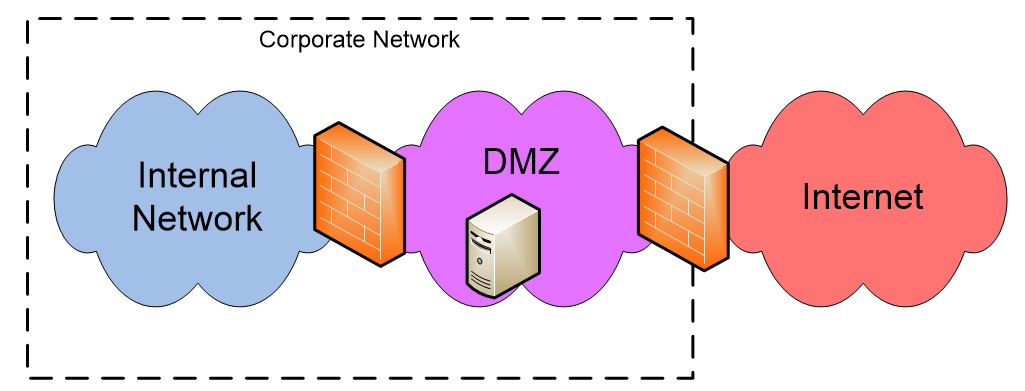 Corporate Network
Internal
Network
DMZ
Internet